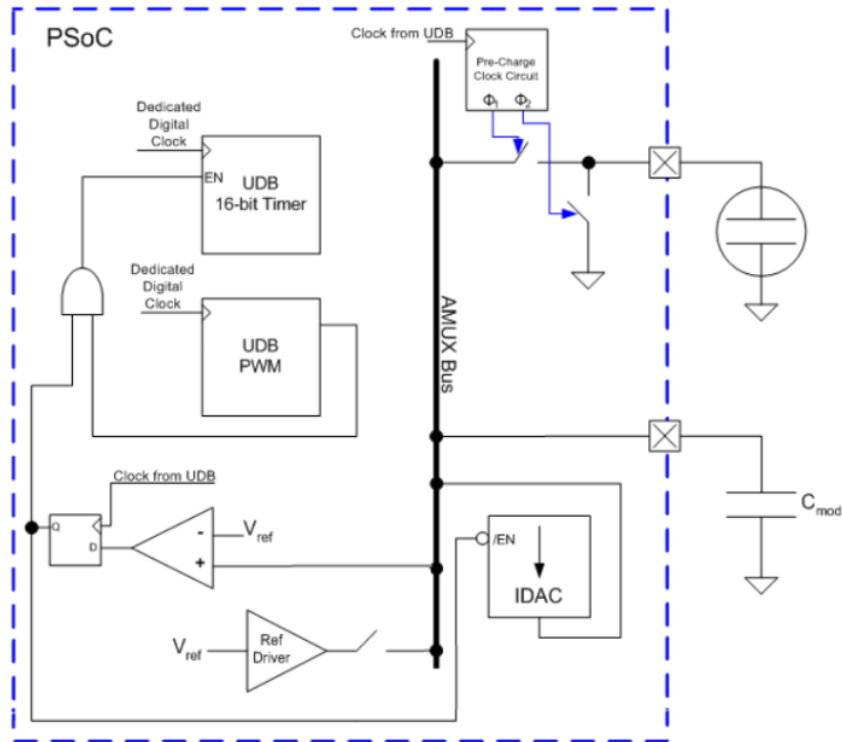 PSoC
Clock from UDB
Pre-Charge
Clock Circuit
Φ1 Φ2
Dedicated
Digital
Clock
EN
UDB
16-bit Timer
Dedicated
Digital
Clock
UDB
PWM
AMUX Bus
Clock from UDB
Q
D
-
Vref
+
/EN
IDAC
Cmod
Vref
Ref
Driver